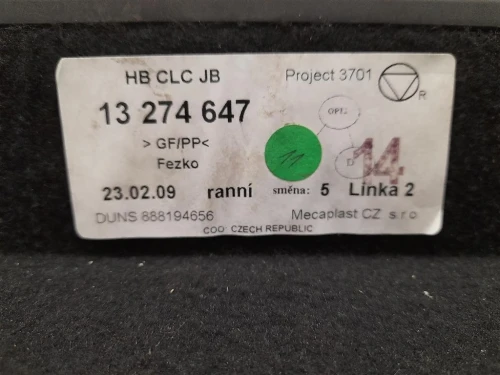 HB CLC JB Project 3701
R
13 274 647
OPEL
> GF/PP<
Fezko
11
14
23.02.09 ranní směna: 5 Linka 2
DUNS 888194656 Mecaplast CZ s.r.o
COO: CZECH REPUBLIC